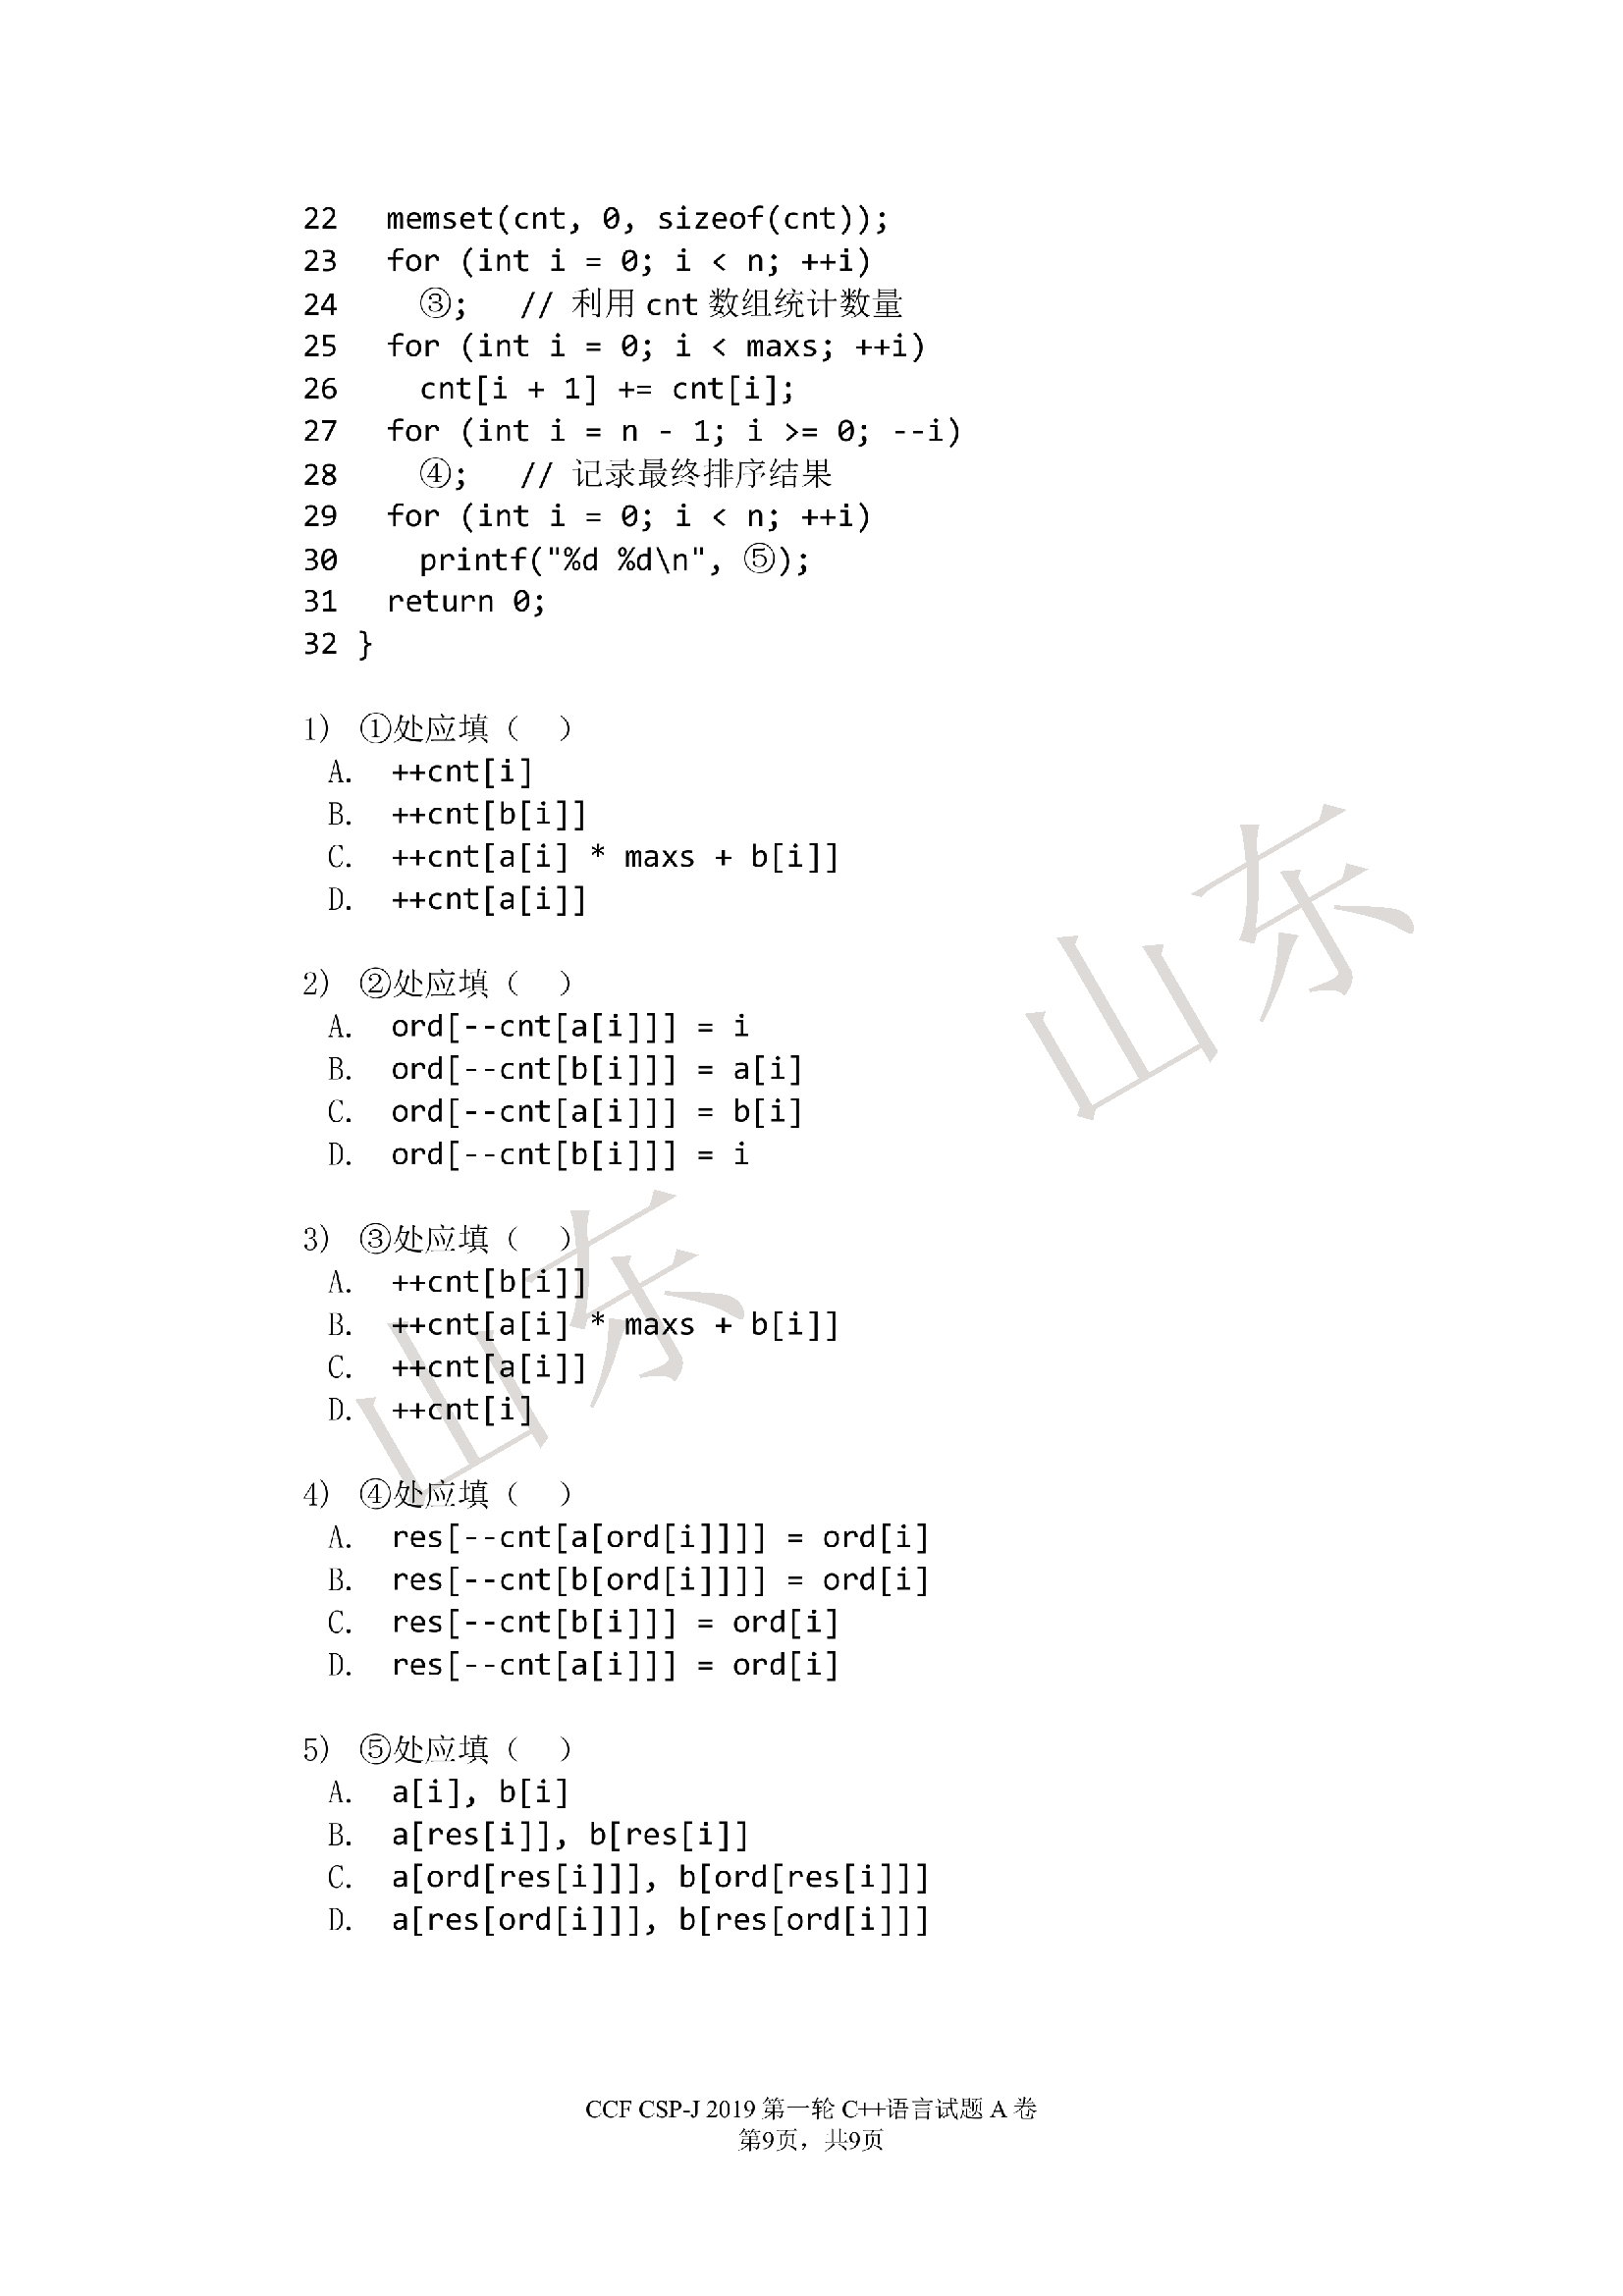 22 memset(cnt, 0, sizeof(cnt));
23 for (int i = 0; i < n; ++i)
24 ③; // 利用 cnt 数组统计数量
25 for (int i = 0; i < maxs; ++i)
26 cnt[i + 1] += cnt[i];
27 for (int i = n - 1; i >= 0; --i)
28 ④; // 记录最终排序结果
29 for (int i = 0; i < n; ++i)
30 printf("%d %d\n", ⑤);
31 return 0;
32 }
1) ①处应填（ ）
A. ++cnt[i]
B. ++cnt[b[i]]
C. ++cnt[a[i] * maxs + b[i]]
D. ++cnt[a[i]]
2) ②处应填（ ）
A. ord[--cnt[a[i]]] = i
B. ord[--cnt[b[i]]] = a[i]
C. ord[--cnt[a[i]]] = b[i]
D. ord[--cnt[b[i]]] = i
3) ③处应填（ ）
A. ++cnt[b[i]]
B. ++cnt[a[i] * maxs + b[i]]
C. ++cnt[a[i]]
D. ++cnt[i]
4) ④处应填（ ）
A. res[--cnt[a[ord[i]]]] = ord[i]
B. res[--cnt[b[ord[i]]]] = ord[i]
C. res[--cnt[b[i]]] = ord[i]
D. res[--cnt[a[i]]] = ord[i]
5) ⑤处应填（ ）
A. a[i], b[i]
B. a[res[i]], b[res[i]]
C. a[ord[res[i]]], b[ord[res[i]]]
D. a[res[ord[i]]], b[res[ord[i]]]
山东
山东
CCF CSP-J 2019 第一轮 C++语言试题 A 卷
第9页，共9页